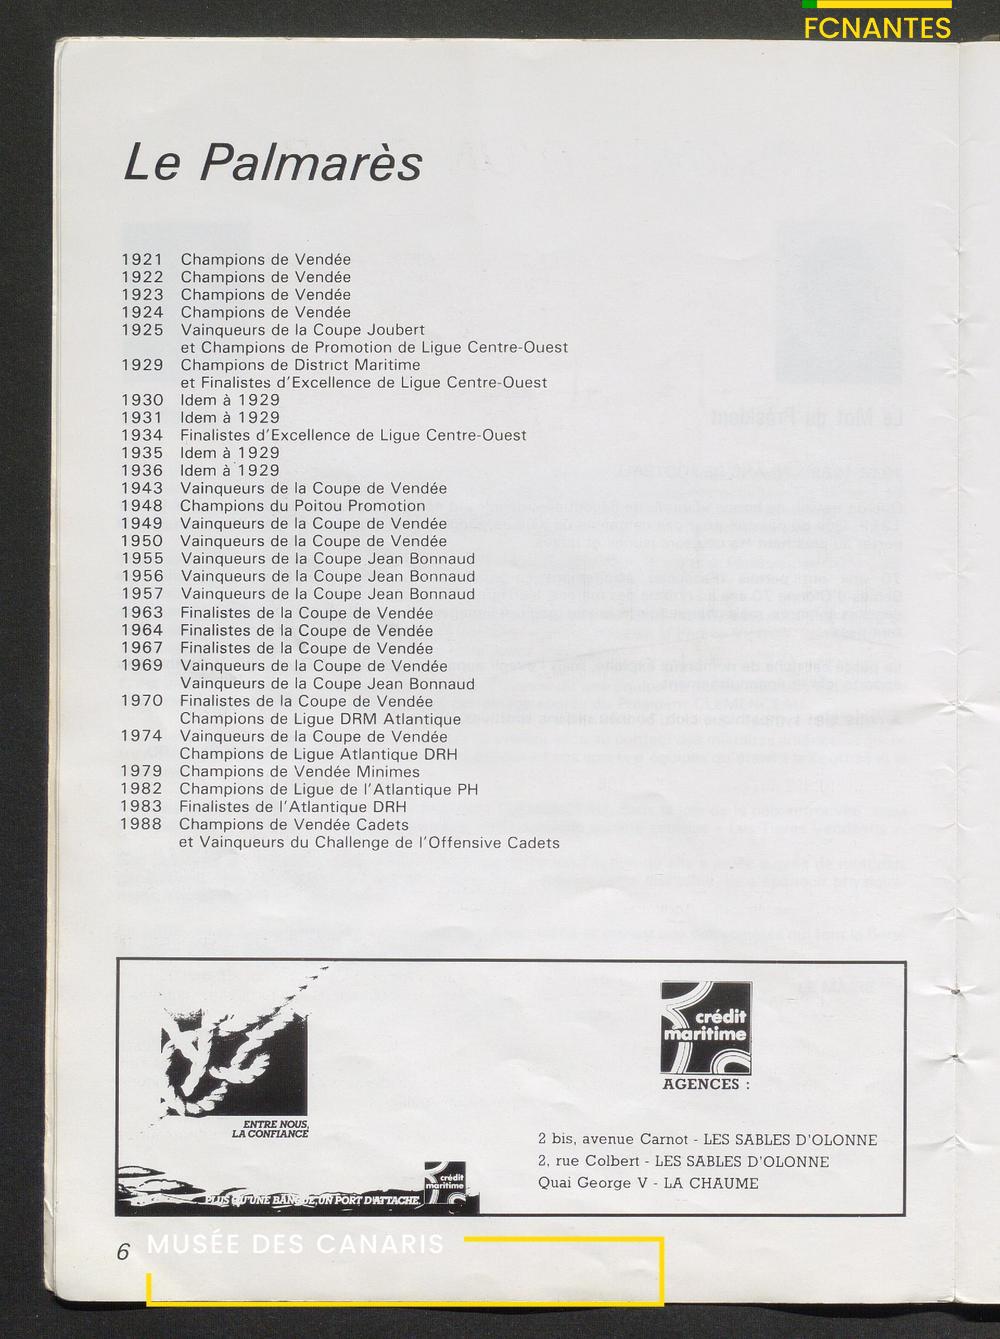 FCNANTES
Le Palmarès
1921 Champions de Vendée
1922 Champions de Vendée
1923 Champions de Vendée
1924 Champions de Vendée
1925 Vainqueurs de la Coupe Joubert
et Champions de Promotion de Ligue Centre-Ouest
1929 Champions de District Maritime
et Finalistes d'Excellence de Ligue Centre-Ouest
1930 Idem à 1929
1931 Idem à 1929
1934 Finalistes d'Excellence de Ligue Centre-Ouest
1935 Idem à 1929
1936 Idem à 1929
1943 Vainqueurs de la Coupe de Vendée
1948 Champions du Poitou Promotion
1949 Vainqueurs de la Coupe de Vendée
1950 Vainqueurs de la Coupe de Vendée
1955 Vainqueurs de la Coupe Jean Bonnaud
1956 Vainqueurs de la Coupe Jean Bonnaud
1957 Vainqueurs de la Coupe Jean Bonnaud
1963 Finalistes de la Coupe de Vendée
1964 Finalistes de la Coupe de Vendée
1967 Finalistes de la Coupe de Vendée
1969 Vainqueurs de la Coupe de Vendée
Vainqueurs de la Coupe Jean Bonnaud
1970 Finalistes de la Coupe de Vendée
Champions de Ligue DRM Atlantique
1974 Vainqueurs de la Coupe de Vendée
Champions de Ligue Atlantique DRH
1979 Champions de Vendée Minimes
1982 Champions de Ligue de l'Atlantique PH
1983 Finalistes de l'Atlantique DRH
1988 Champions de Vendée Cadets
et Vainqueurs du Challenge de l'Offensive Cadets
ENTRE NOUS,
LA CONFIANCE
PLUS QU'UNE BANQUE, UN PORT D'ATTACHE.
crédit
maritime
crédit
maritime
AGENCES :
2 bis, avenue Carnot - LES SABLES D'OLONNE
2, rue Colbert - LES SABLES D'OLONNE
Quai George V - LA CHAUME
6
MUSÉE DES CANARIS